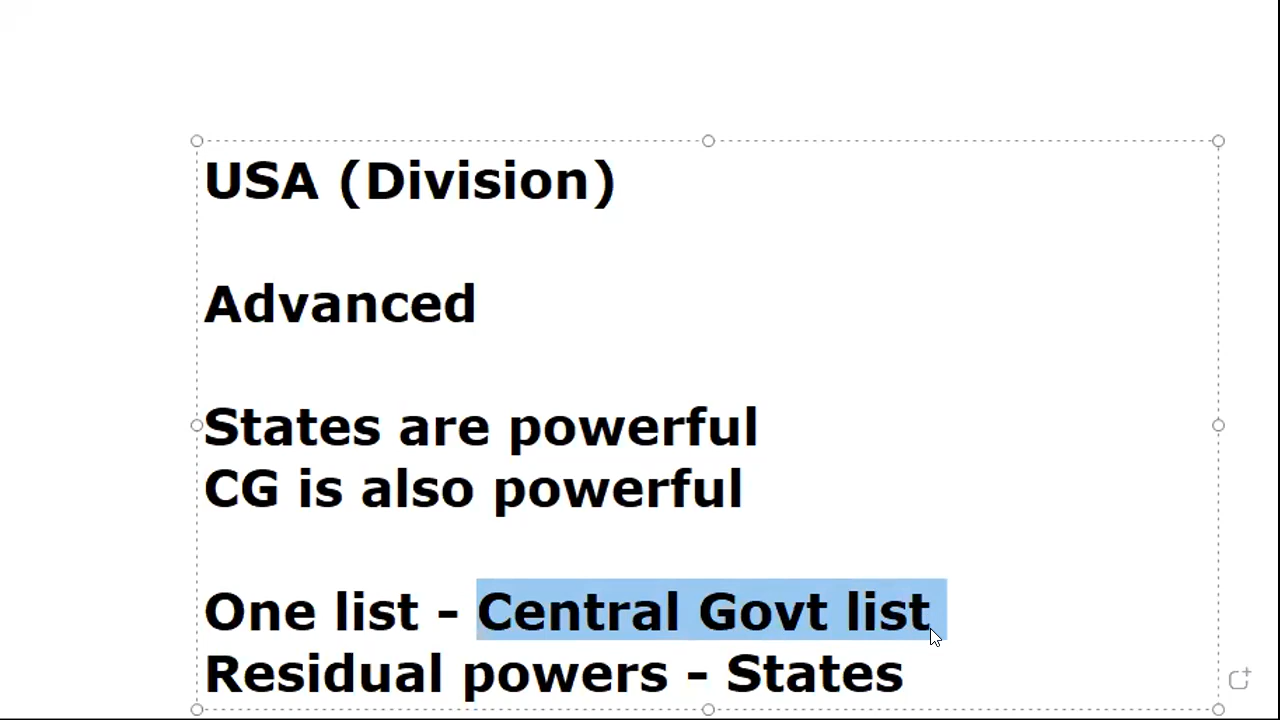 USA (Division)
Advanced
States are powerful
CG is also powerful
One list - Central Govt list
Residual powers - States